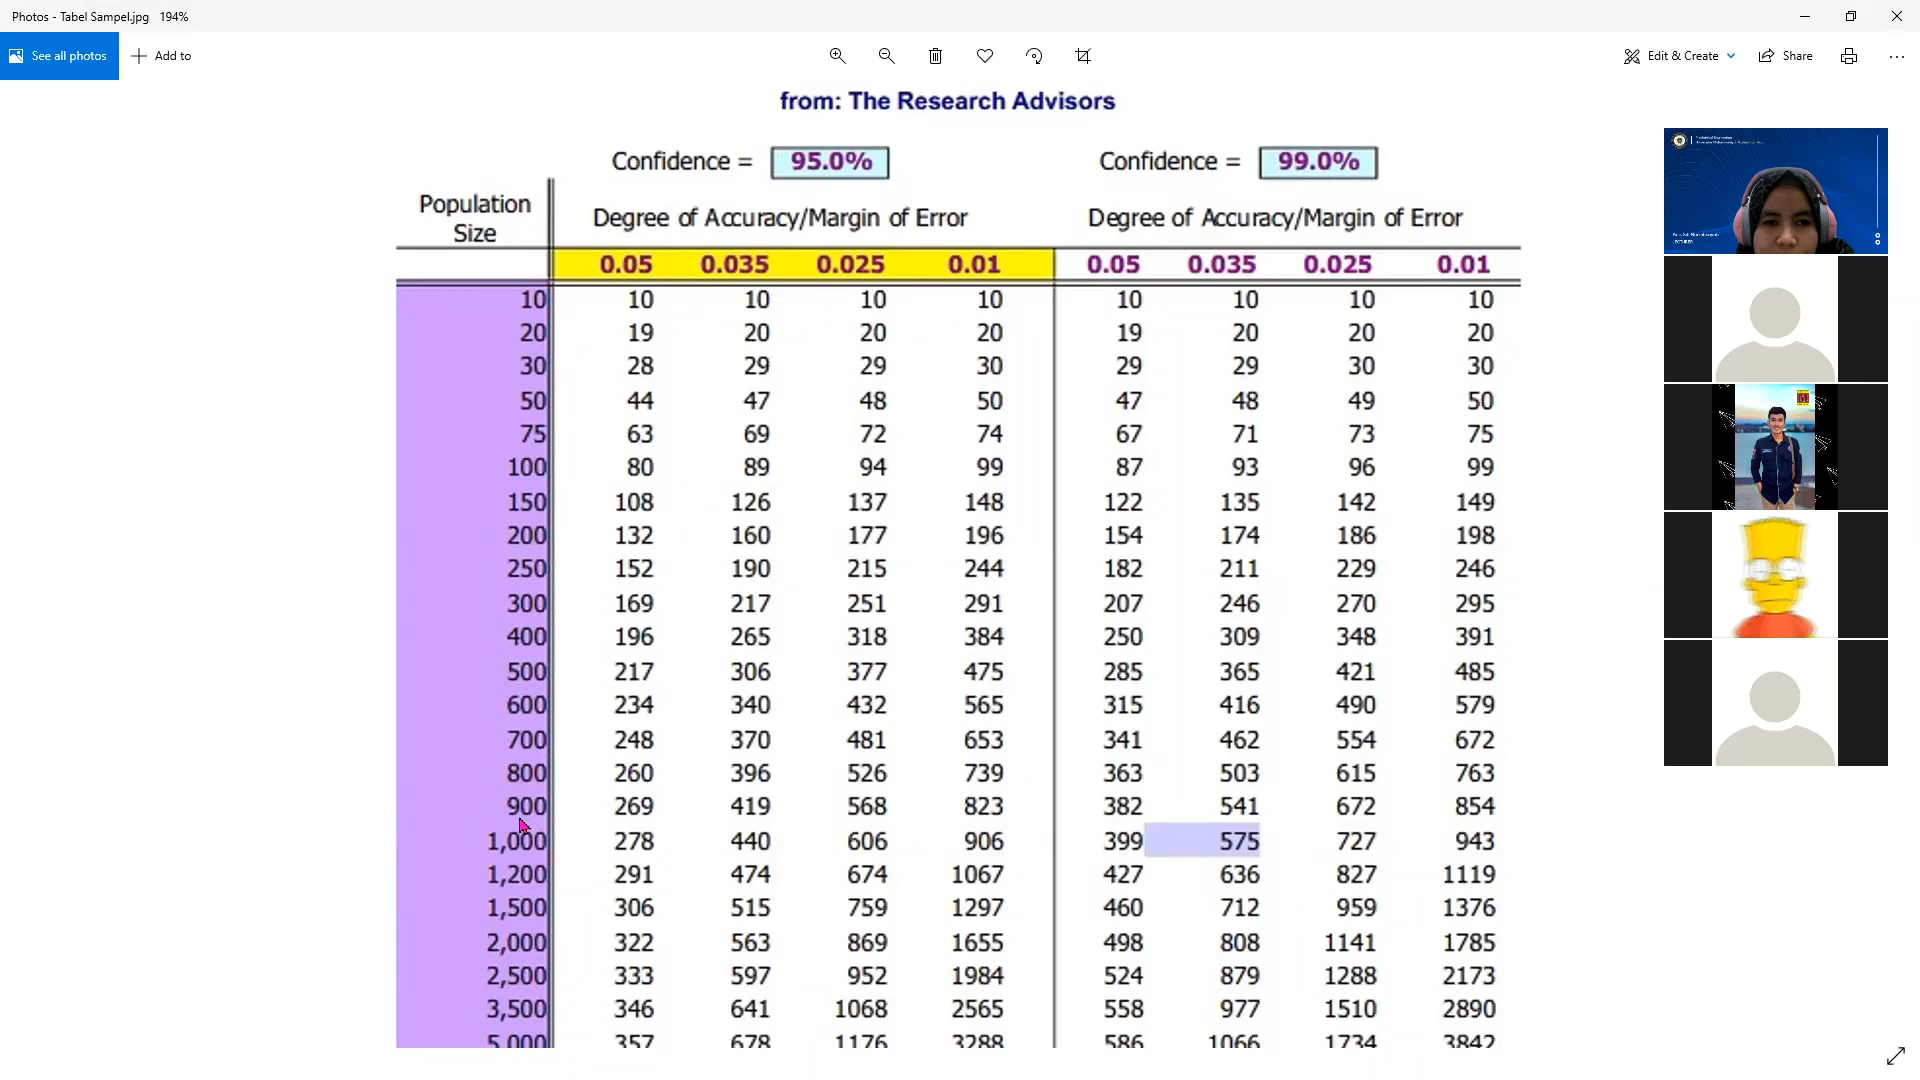 Photos - Tabel Sampel.jpg 194%
See all photos Add to Edit & Create Share
from: The Research Advisors
Confidence = 95.0% Confidence = 99.0%
Population Size Degree of Accuracy/Margin of Error Degree of Accuracy/Margin of Error
0.05 0.035 0.025 0.01 0.05 0.035 0.025 0.01
10 10 10 10 10 10 10 10 10
20 19 20 20 20 19 20 20 20
30 28 29 29 30 29 29 30 30
50 44 47 48 50 47 48 49 50
75 63 69 72 74 67 71 73 75
100 80 89 94 99 87 93 96 99
150 108 126 137 148 122 135 142 149
200 132 160 177 196 154 174 186 198
250 152 190 215 244 182 211 229 246
300 169 217 251 291 207 246 270 295
400 196 265 318 384 250 309 348 391
500 217 306 377 475 285 365 421 485
600 234 340 432 565 315 416 490 579
700 248 370 481 653 341 462 554 672
800 260 396 526 739 363 503 615 763
900 269 419 568 823 382 541 672 854
1,000 278 440 606 906 399 575 727 943
1,200 291 474 674 1067 427 636 827 1119
1,500 306 515 759 1297 460 712 959 1376
2,000 322 563 869 1655 498 808 1141 1785
2,500 333 597 952 1984 524 879 1288 2173
3,500 346 641 1068 2565 558 977 1510 2890
5,000 357 678 1176 3288 586 1066 1734 3842
LECTURER